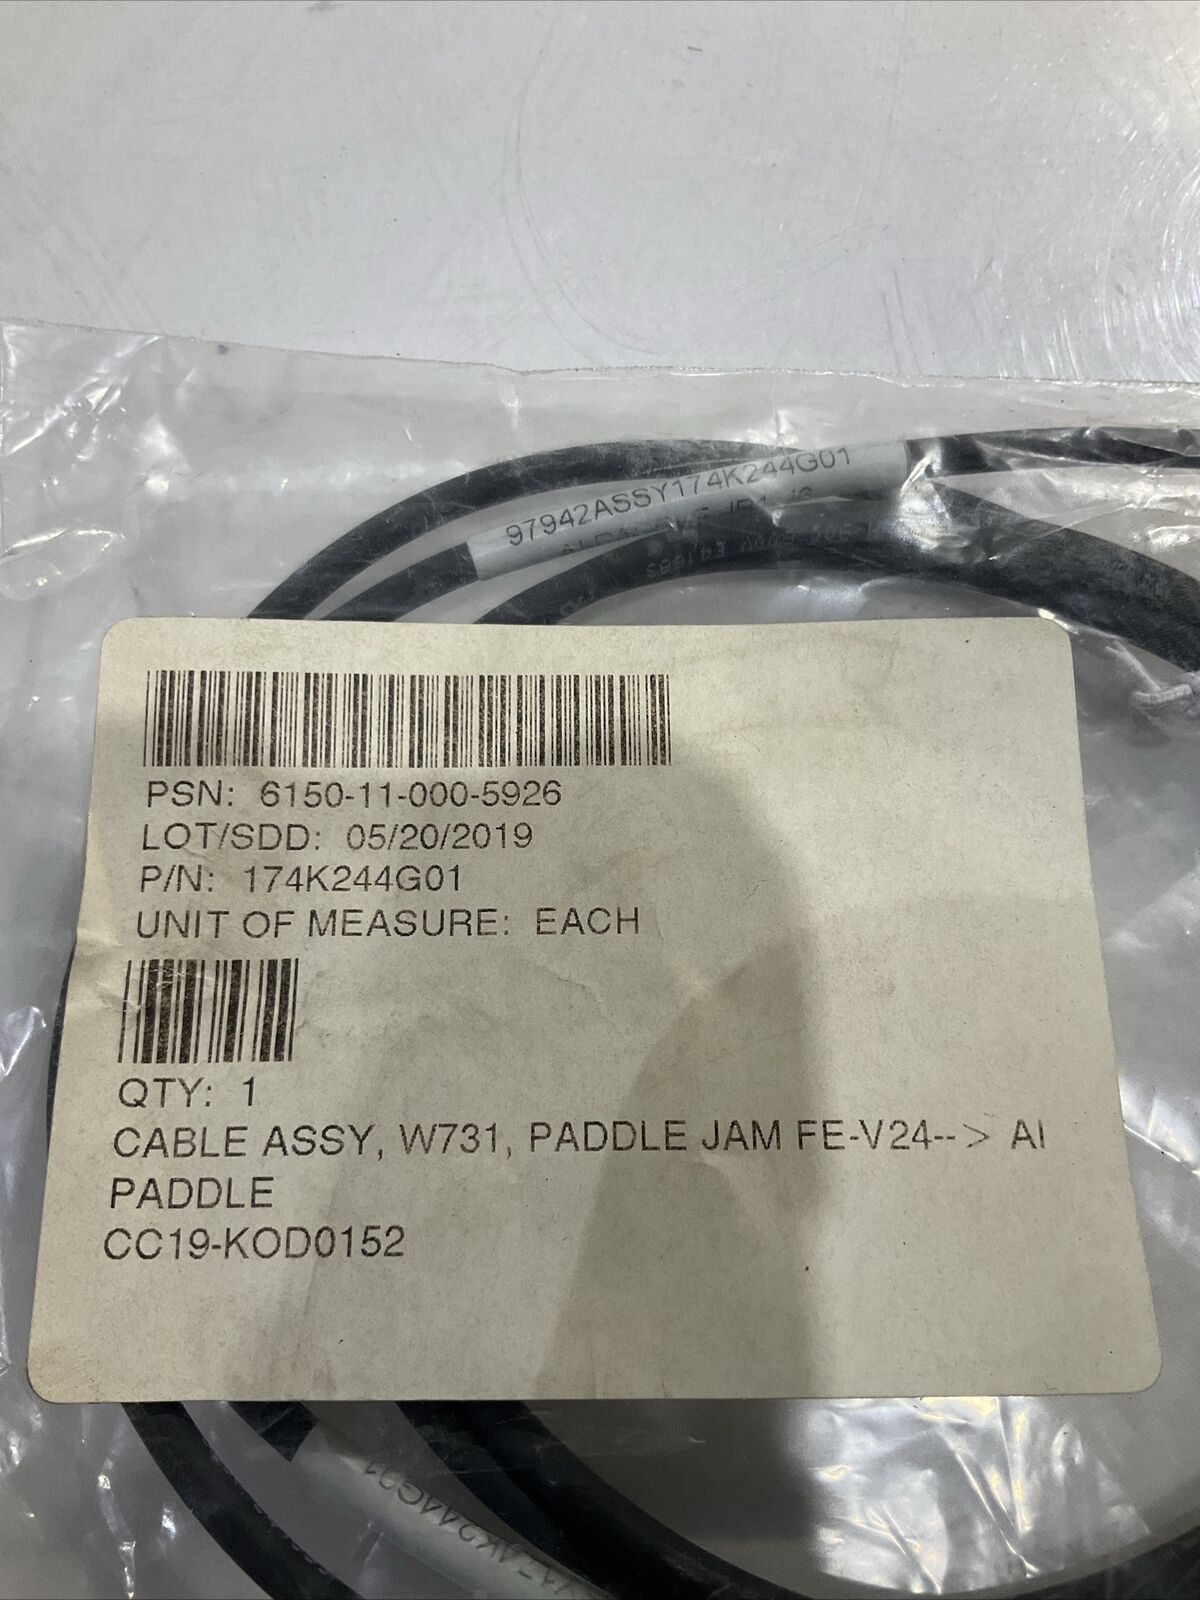 97942ASSY174K244G01
PSN: 6150-11-000-5926
LOT/SDD: 05/20/2019
P/N: 174K244G01
UNIT OF MEASURE: EACH
QTY: 1
CABLE ASSY, W731, PADDLE JAM FE-V24--> AI
PADDLE
CC19-KOD0152